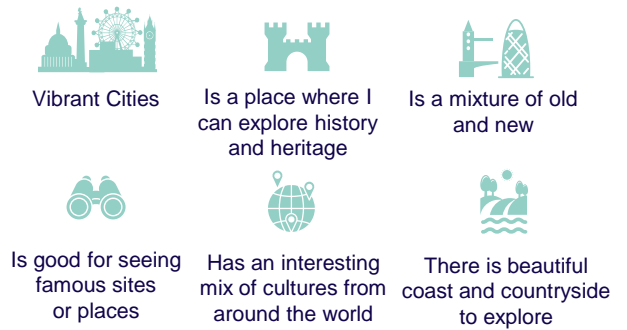 Vibrant Cities
Is a place where I
can explore history
and heritage
Is a mixture of old
and new
Is good for seeing
famous sites
or places
Has an interesting
mix of cultures from
around the world
There is beautiful
coast and countryside
to explore